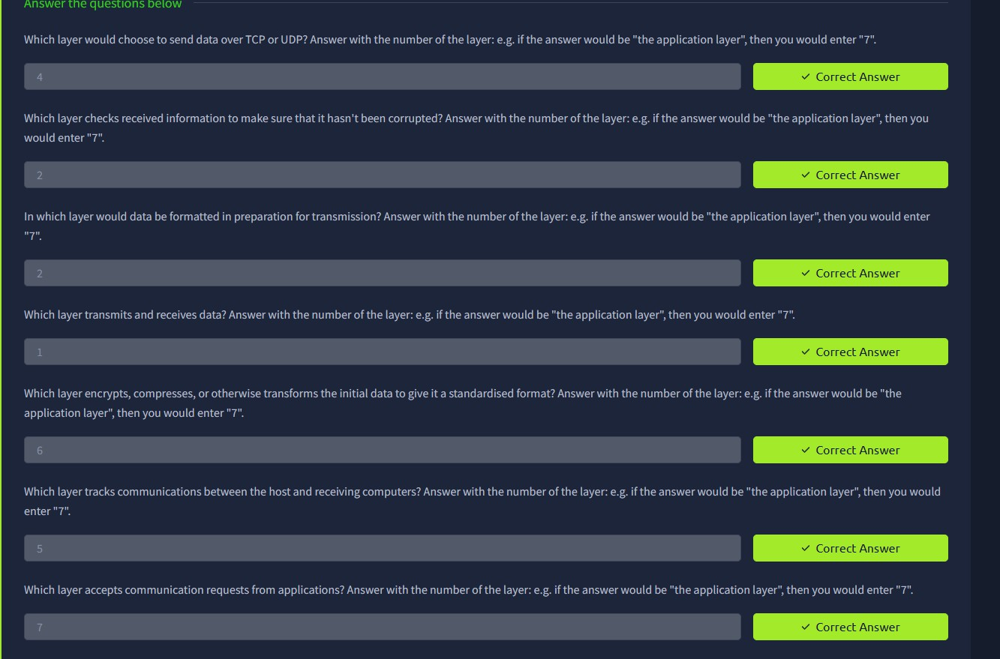 Answer the questions below
Which layer would choose to send data over TCP or UDP? Answer with the number of the layer: e.g. if the answer would be "the application layer", then you would enter "7".
4
✓ Correct Answer
Which layer checks received information to make sure that it hasn't been corrupted? Answer with the number of the layer: e.g. if the answer would be "the application layer", then you
would enter "7".
2
✓ Correct Answer
In which layer would data be formatted in preparation for transmission? Answer with the number of the layer: e.g. if the answer would be "the application layer", then you would enter
"7".
2
✓ Correct Answer
Which layer transmits and receives data? Answer with the number of the layer: e.g. if the answer would be "the application layer", then you would enter "7".
1
✓ Correct Answer
Which layer encrypts, compresses, or otherwise transforms the initial data to give it a standardised format? Answer with the number of the layer: e.g. if the answer would be "the
application layer", then you would enter "7".
6
✓ Correct Answer
Which layer tracks communications between the host and receiving computers? Answer with the number of the layer: e.g. if the answer would be "the application layer", then you would
enter "7".
5
✓ Correct Answer
Which layer accepts communication requests from applications? Answer with the number of the layer: e.g. if the answer would be "the application layer", then you would enter "7".
7
✓ Correct Answer